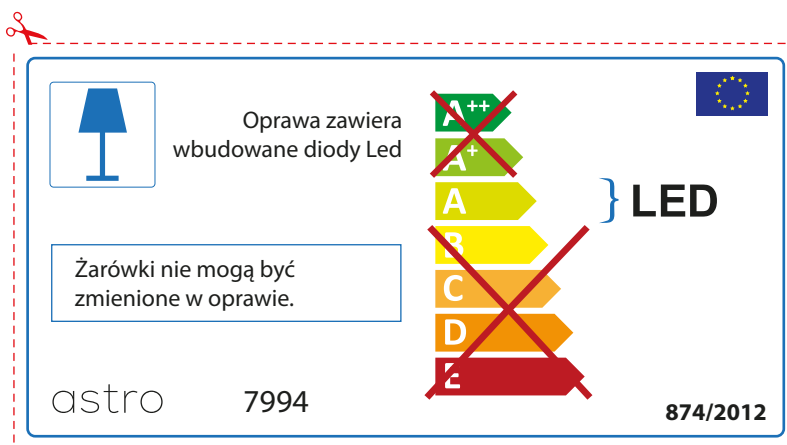 Oprawa zawiera
wbudowane diody Led
A++
A+
A
B
C
D
E
LED
Żarówki nie mogą być
zmienione w oprawie.
astro
7994
874/2012